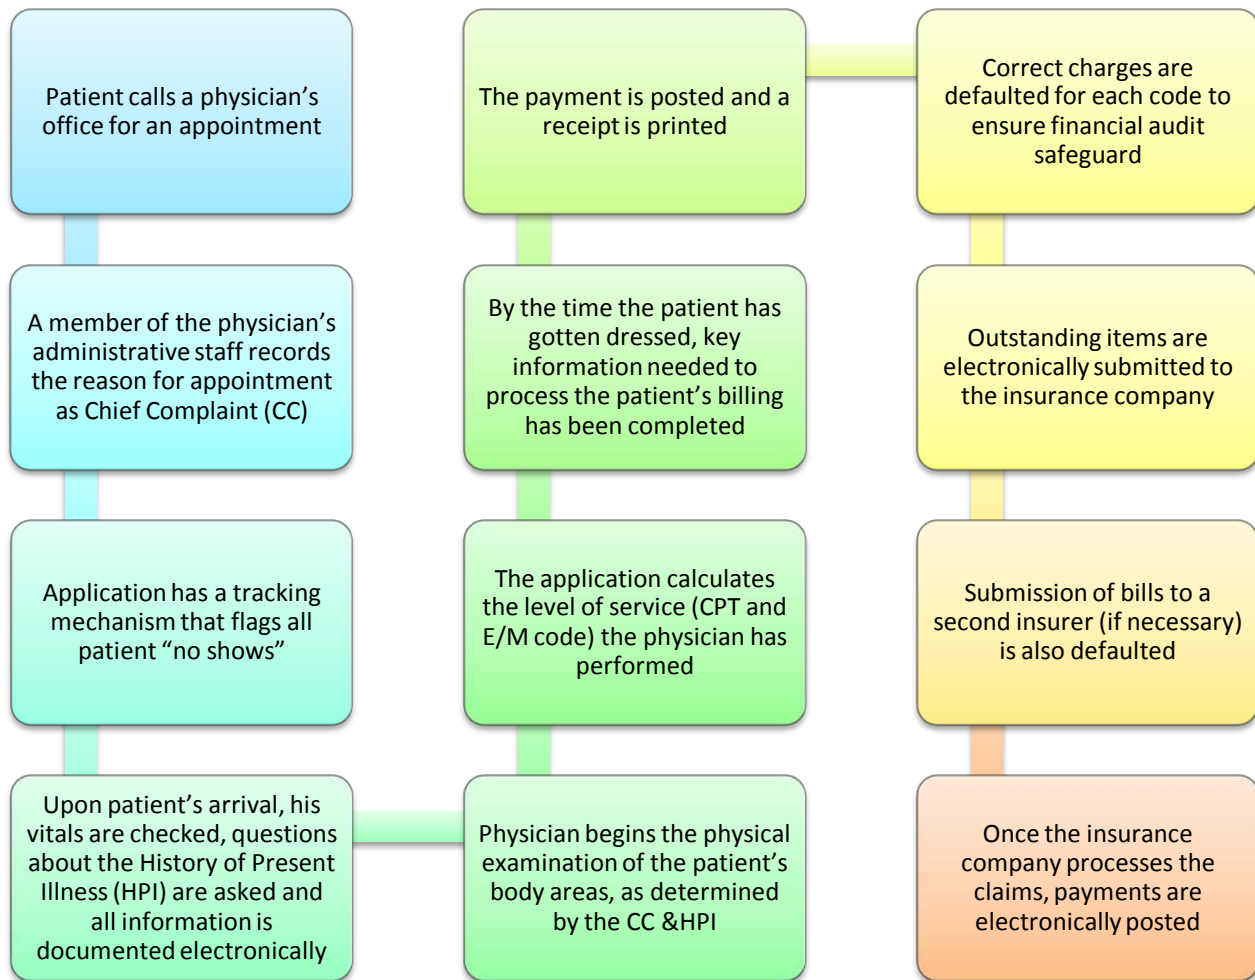 Patient calls a physician's
office for an appointment
A member of the physician's
administrative staff records
the reason for appointment
as Chief Complaint (CC)
Application has a tracking
mechanism that flags all
patient “no shows”
Upon patient’s arrival, his
vitals are checked, questions
about the History of Present
Illness (HPI) are asked and
all information is
documented electronically
Physician begins the physical
examination of the patient’s
body areas, as determined
by the CC &HPI
The application calculates
the level of service (CPT and
E/M code) the physician has
performed
By the time the patient has
gotten dressed, key
information needed to
process the patient’s billing
has been completed
The payment is posted and a
receipt is printed
Correct charges are
defaulted for each code to
ensure financial audit
safeguard
Outstanding items are
electronically submitted to
the insurance company
Submission of bills to a
second insurer (if necessary)
is also defaulted
Once the insurance
company processes the
claims, payments are
electronically posted